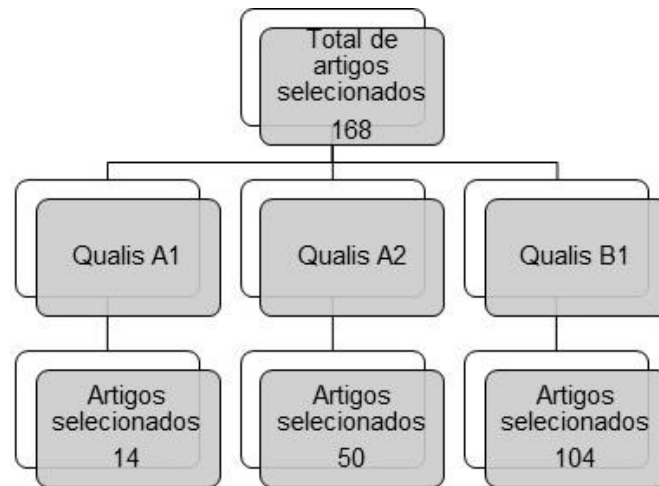 Total de
artigos
selecionados
168
Qualis A1
Qualis A2
Qualis B1
Artigos
selecionados
14
Artigos
selecionados
50
Artigos
selecionados
104